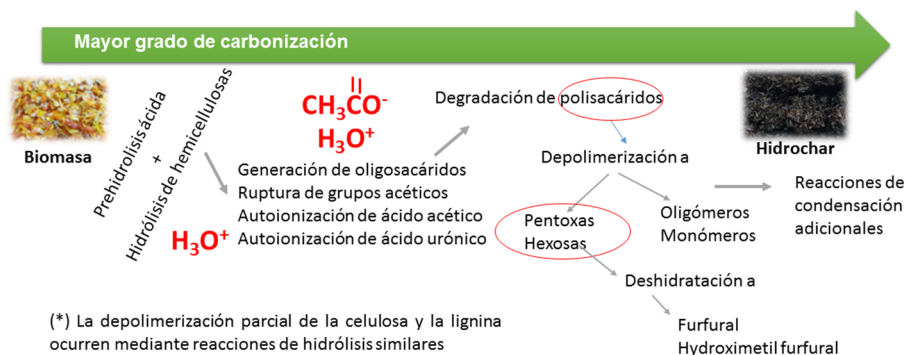 Mayor grado de carbonización
Biomasa
Prehidrolisis ácida
+
Hidrólisis de hemicellulosas
H3O+
O
CH3CO-
H3O+
Generación de oligosacáridos
Ruptura de grupos acéticos
Autoionización de ácido acético
Autoionización de ácido urónico
Degradación de polisacáridos
Depolimerización a
Pentoxas
Hexosas
Oligómeros
Monómeros
Deshidratación a
Furfural
Hydroximetil furfural
Hidrochar
Reacciones de
condensación
adicionales
(*) La depolimerización parcial de la celulosa y la lignina
ocurren mediante reacciones de hidrólisis similares